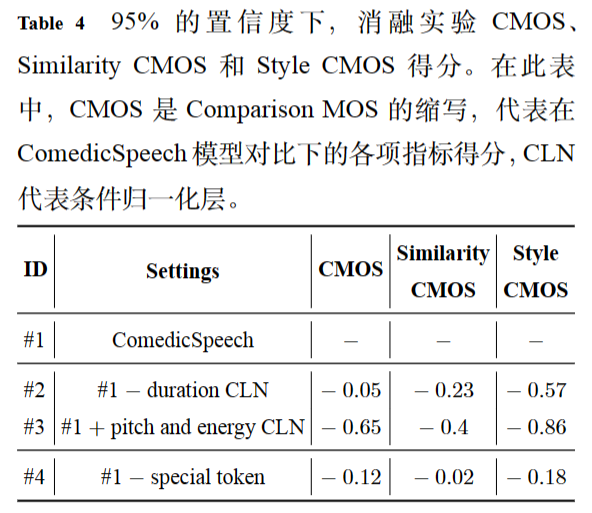 Table 4 95% 的置信度下，消融实验 CMOS、
Similarity CMOS 和 Style CMOS 得分。在此表
中，CMOS 是 Comparison MOS 的缩写，代表在
ComedicSpeech 模型对比下的各项指标得分，CLN
代表条件归一化层。
ID Settings CMOS Similarity CMOS Style CMOS
#1 ComedicSpeech − − −
#2 #1 − duration CLN − 0.05 − 0.23 − 0.57
#3 #1 + pitch and energy CLN − 0.65 − 0.4 − 0.86
#4 #1 − special token − 0.12 − 0.02 − 0.18